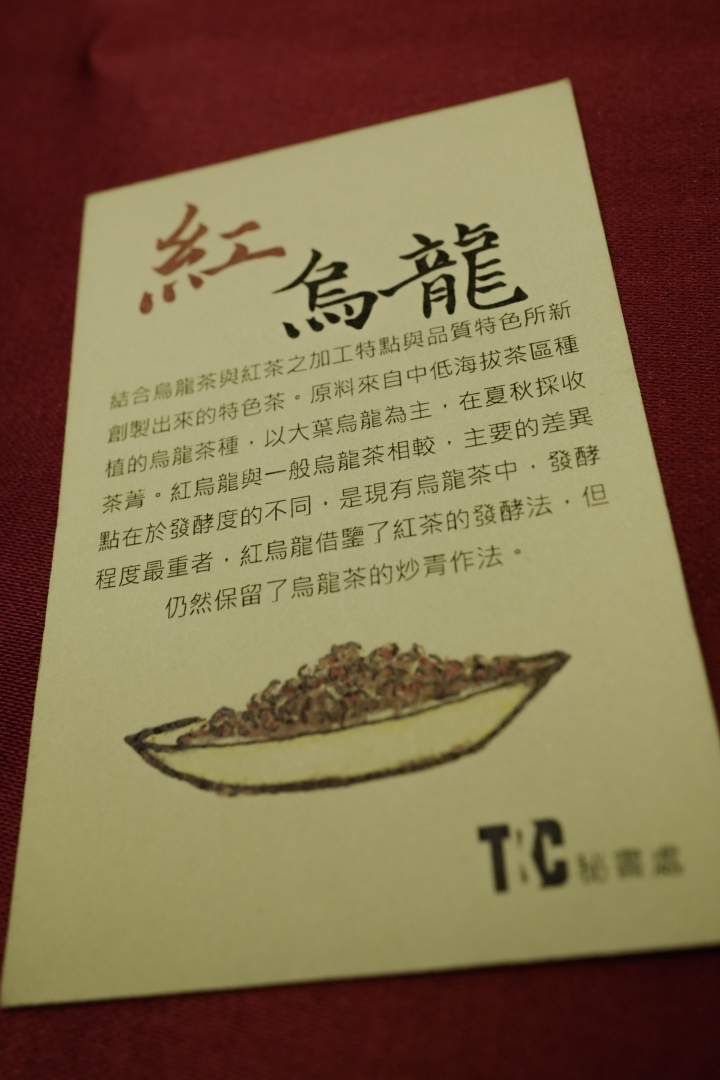 紅烏龍
結合烏龍茶與紅茶之加工特點與品質特色所新
創製出來的特色茶。原料來自中低海拔茶區種
植的烏龍茶種，以大葉烏龍為主，在夏秋採收
茶菁。紅烏龍與一般烏龍茶相較，主要的差異
點在於發酵度的不同，是現有烏龍茶中，發酵
程度最重者，紅烏龍借鑒了紅茶的發酵法，但
仍然保留了烏龍茶的炒青作法。
秘書處